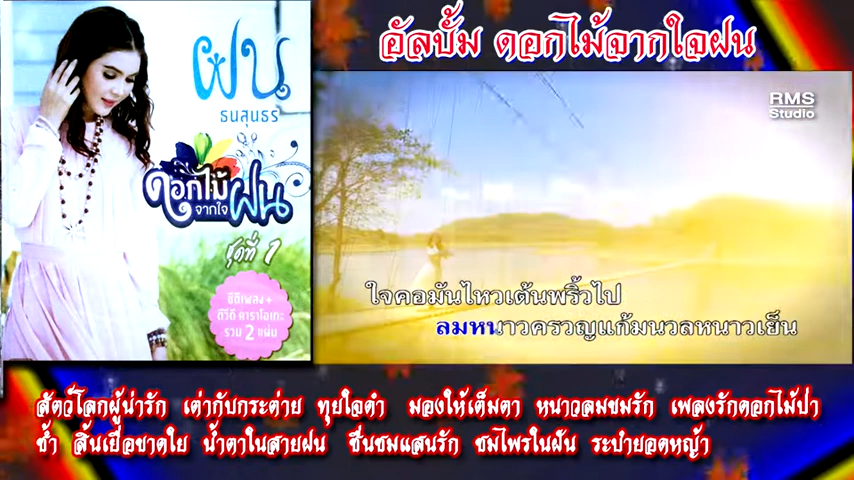 อัลบั้ม ดอกไม้จากใจฝน
ฝน
ธนสุนธร
ดอกไม้
จากใจ
ฝน
ชุดที่ 1
ซีดีเพลง+
ดีวีดี คาราโอเกะ
รวม 2 แผ่น
RMS
Studio
ใจคอมันไหวเต้นพริ้วไป
ลมหนาวครวญแก้มนวลหนาวเย็น
สัตว์โลกผู้น่ารัก เต่ากับกระต่าย ทุยใจดำ มองให้เต็มตา หนาวลมชมรัก เพลงรักดอกไม้ป่า
ช้ำ สิ้นเยื่อขาดใย น้ำตาในสายฝน ชื่นชมแสนรัก ชมไพรในฝัน ระบำยอดหญ้า